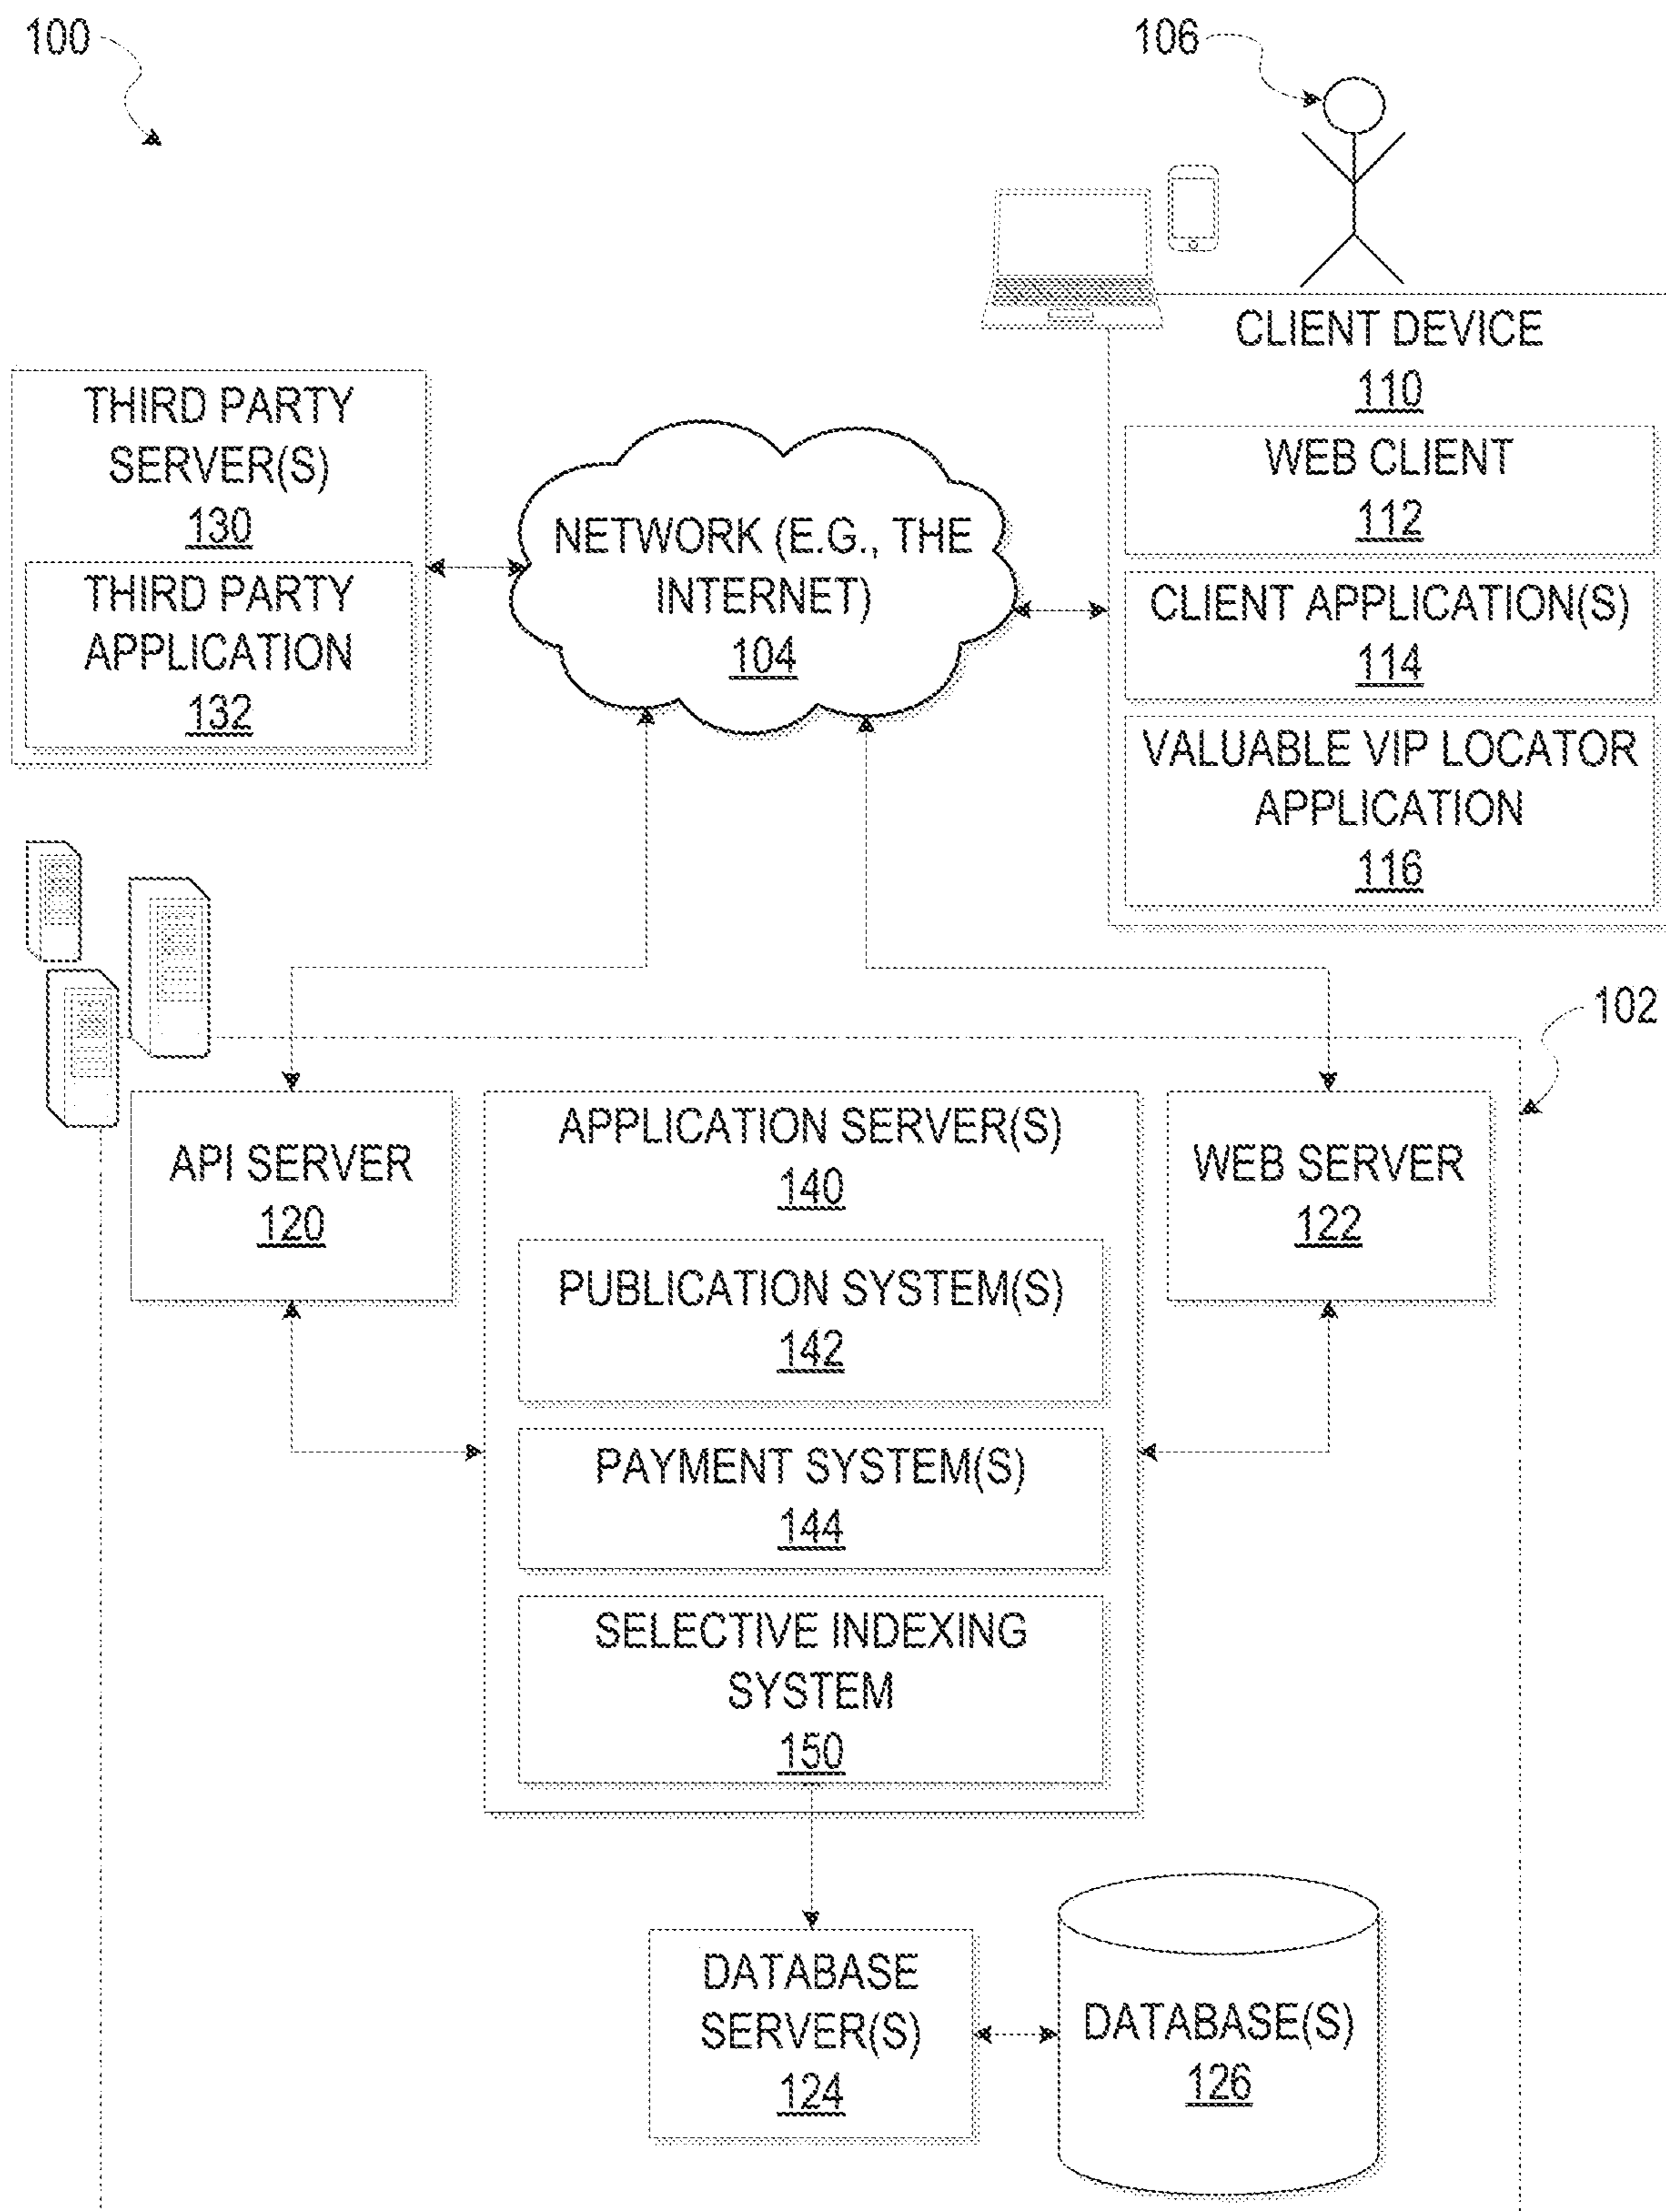 100
106
CLIENT DEVICE
110
WEB CLIENT
112
CLIENT APPLICATION(S)
114
VALUABLE VIP LOCATOR
APPLICATION
116
THIRD PARTY
SERVER(S)
130
THIRD PARTY
APPLICATION
132
NETWORK (E.G., THE
INTERNET)
104
102
API SERVER
120
APPLICATION SERVER(S)
140
PUBLICATION SYSTEM(S)
142
PAYMENT SYSTEM(S)
144
SELECTIVE INDEXING
SYSTEM
150
WEB SERVER
122
DATABASE
SERVER(S)
124
DATABASE(S)
126